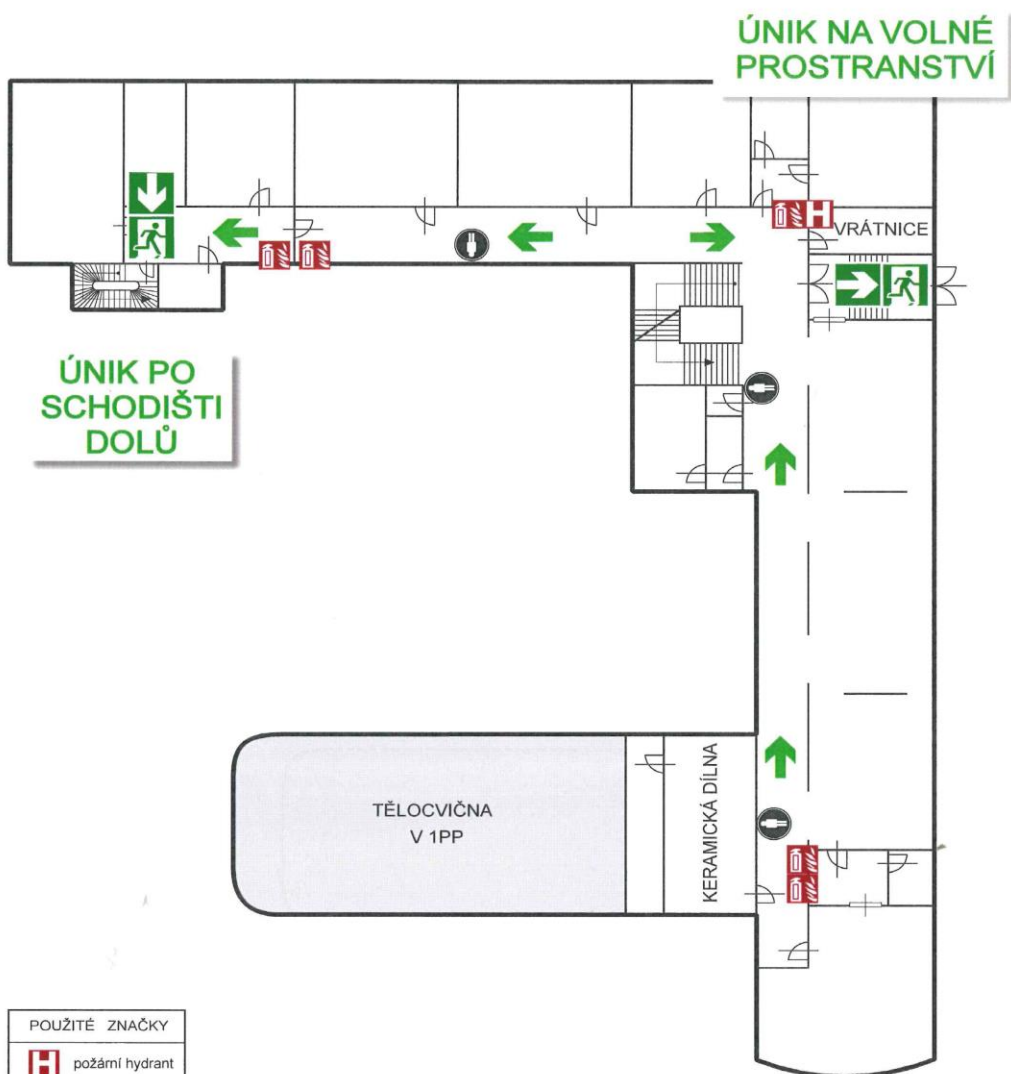 ÚNIK NA VOLNÉ
PROSTRANSTVÍ
H
VRÁTNICE
ÚNIK PO
SCHODIŠTI
DOLŮ
TĚLOCVIČNA
V 1PP
KERAMICKÁ DÍLNA
POUŽITÉ ZNAČKY
H požární hydrant